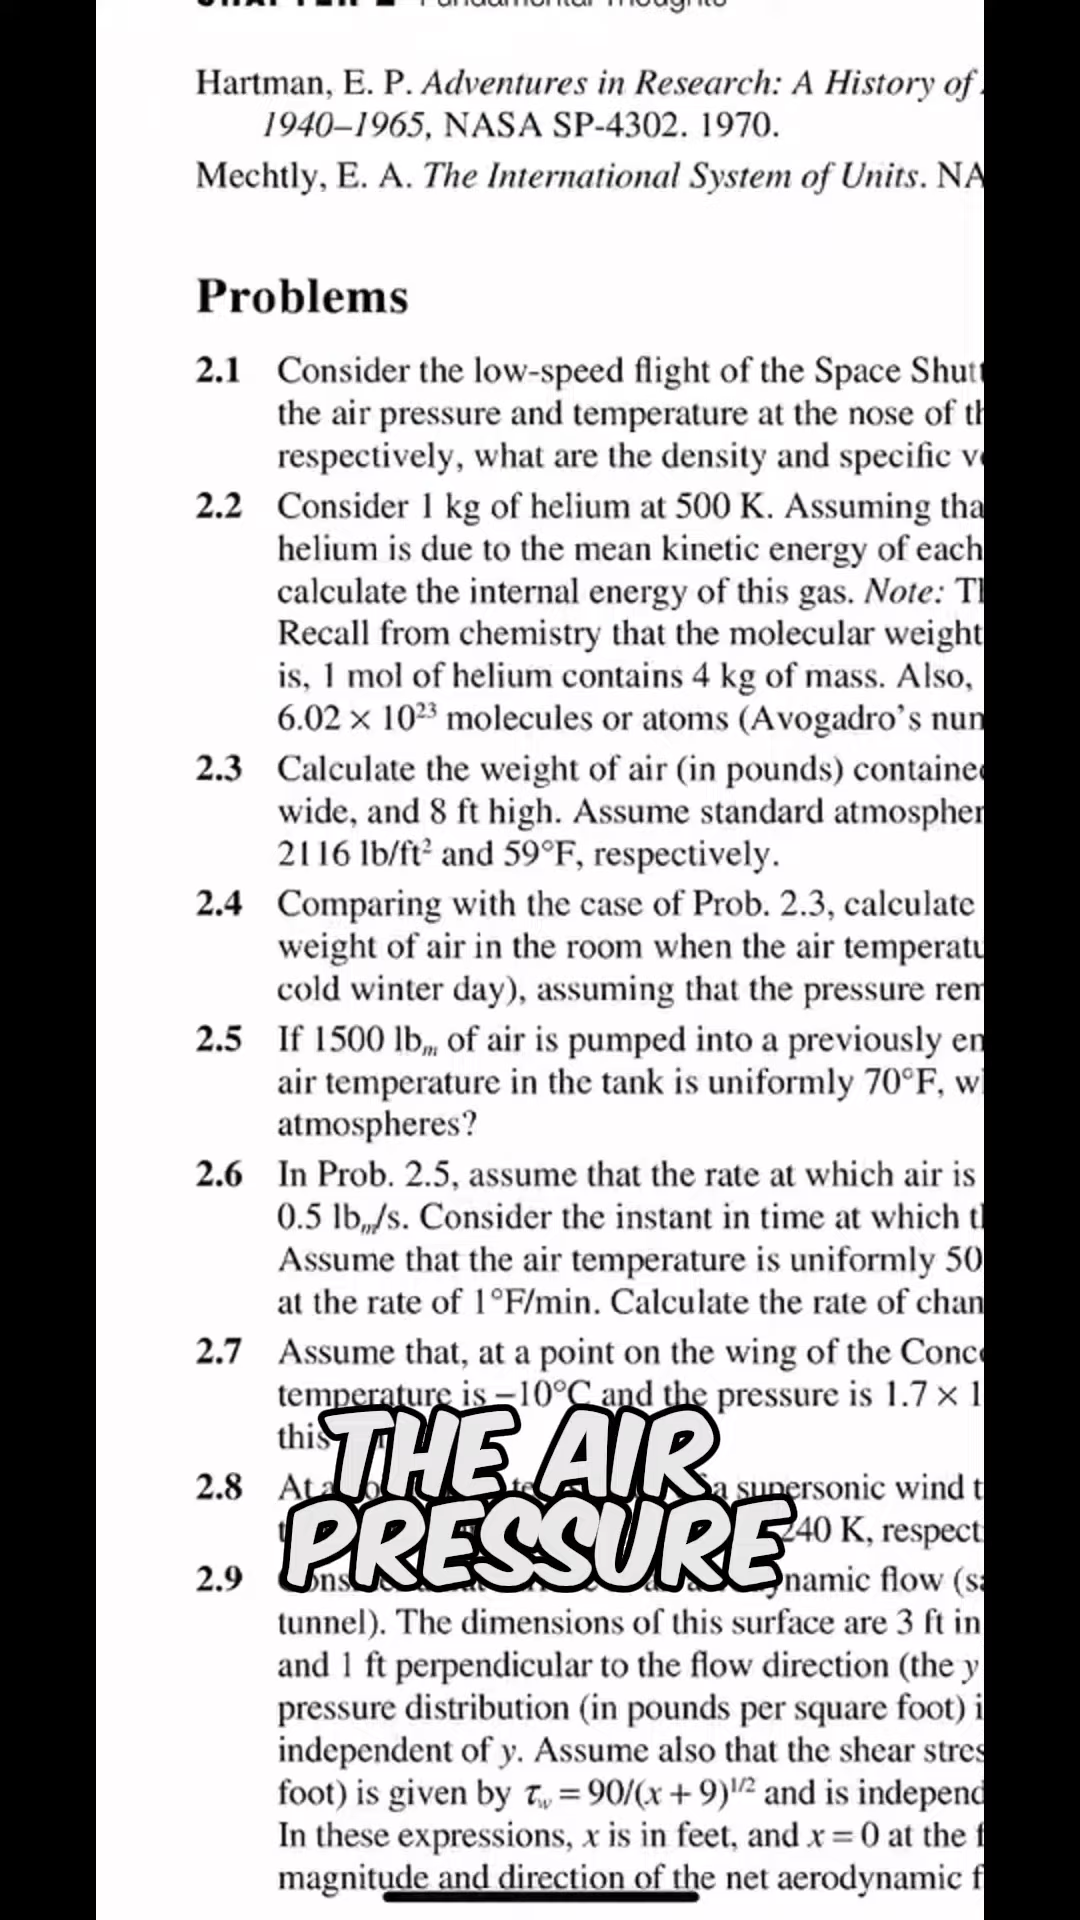 Hartman, E. P. Adventures in Research: A History of
1940–1965, NASA SP-4302. 1970.
Mechtly, E. A. The International System of Units. NA
Problems
2.1 Consider the low-speed flight of the Space Shut
the air pressure and temperature at the nose of th
respectively, what are the density and specific v
2.2 Consider 1 kg of helium at 500 K. Assuming tha
helium is due to the mean kinetic energy of each
calculate the internal energy of this gas. Note: Th
Recall from chemistry that the molecular weight
is, 1 mol of helium contains 4 kg of mass. Also,
6.02 × 10²³ molecules or atoms (Avogadro’s num
2.3 Calculate the weight of air (in pounds) containe
wide, and 8 ft high. Assume standard atmospher
2116 lb/ft² and 59°F, respectively.
2.4 Comparing with the case of Prob. 2.3, calculate
weight of air in the room when the air temperatu
cold winter day), assuming that the pressure rem
2.5 If 1500 lbₘ of air is pumped into a previously em
air temperature in the tank is uniformly 70°F, w
atmospheres?
2.6 In Prob. 2.5, assume that the rate at which air is
0.5 lbₘ/s. Consider the instant in time at which t
Assume that the air temperature is uniformly 50
at the rate of 1°F/min. Calculate the rate of chan
2.7 Assume that, at a point on the wing of the Conc
temperature is –10°C and the pressure is 1.7 × 1
this
THE AIR
2.8 At a supersonic wind t
PRESSURE
240 K, respect
2.9 namic flow (s
tunnel). The dimensions of this surface are 3 ft in
and 1 ft perpendicular to the flow direction (the y
pressure distribution (in pounds per square foot) i
independent of y. Assume also that the shear stres
foot) is given by τw = 90/(x + 9)¹/² and is independ
In these expressions, x is in feet, and x = 0 at the f
magnitude and direction of the net aerodynamic f